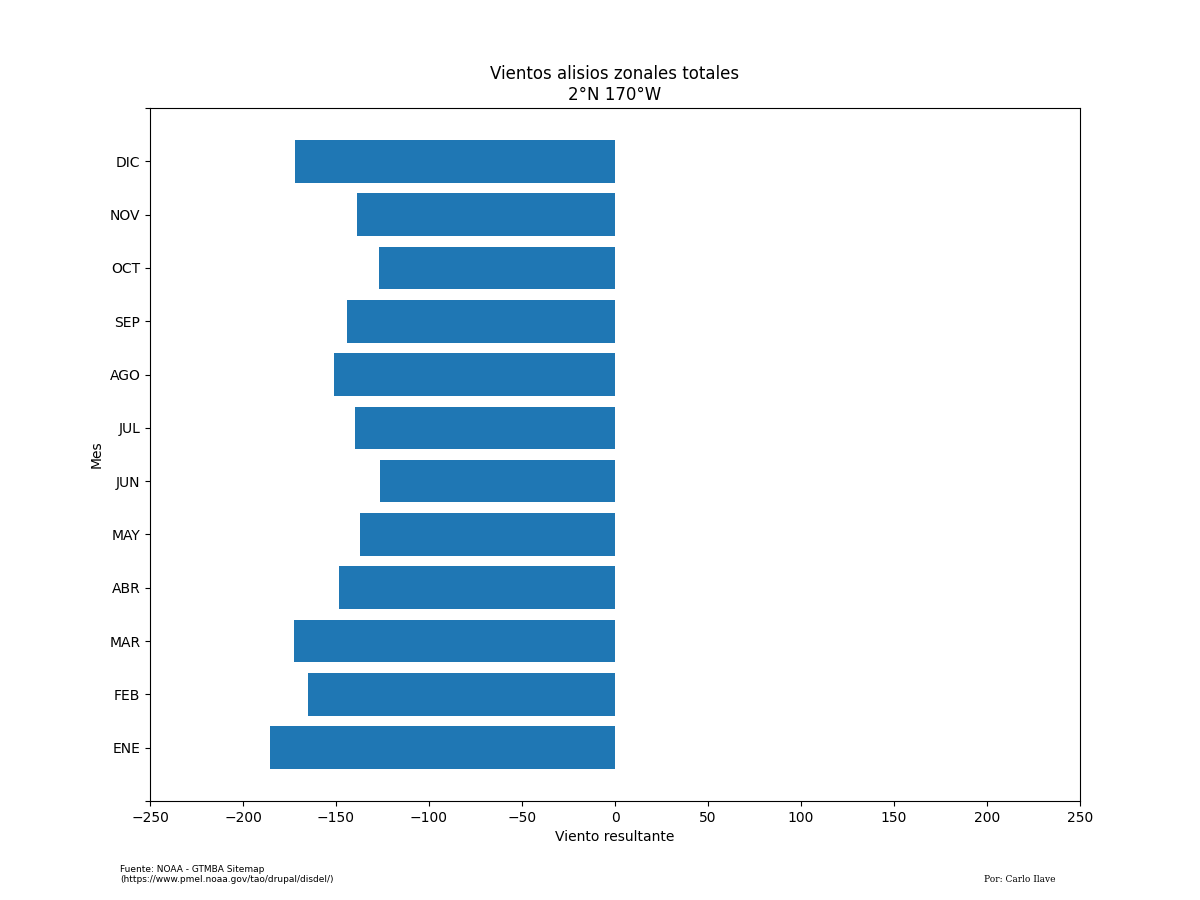 Vientos alisios zonales totales
2°N 170°W
DIC
NOV
OCT
SEP
AGO
JUL
JUN
MAY
ABR
MAR
FEB
ENE
Mes
−250 −200 −150 −100 −50 0 50 100 150 200 250
Viento resultante
Fuente: NOAA - GTMBA Sitemap
(https://www.pmel.noaa.gov/tao/drupal/disdel/)
Por: Carlo Ilave